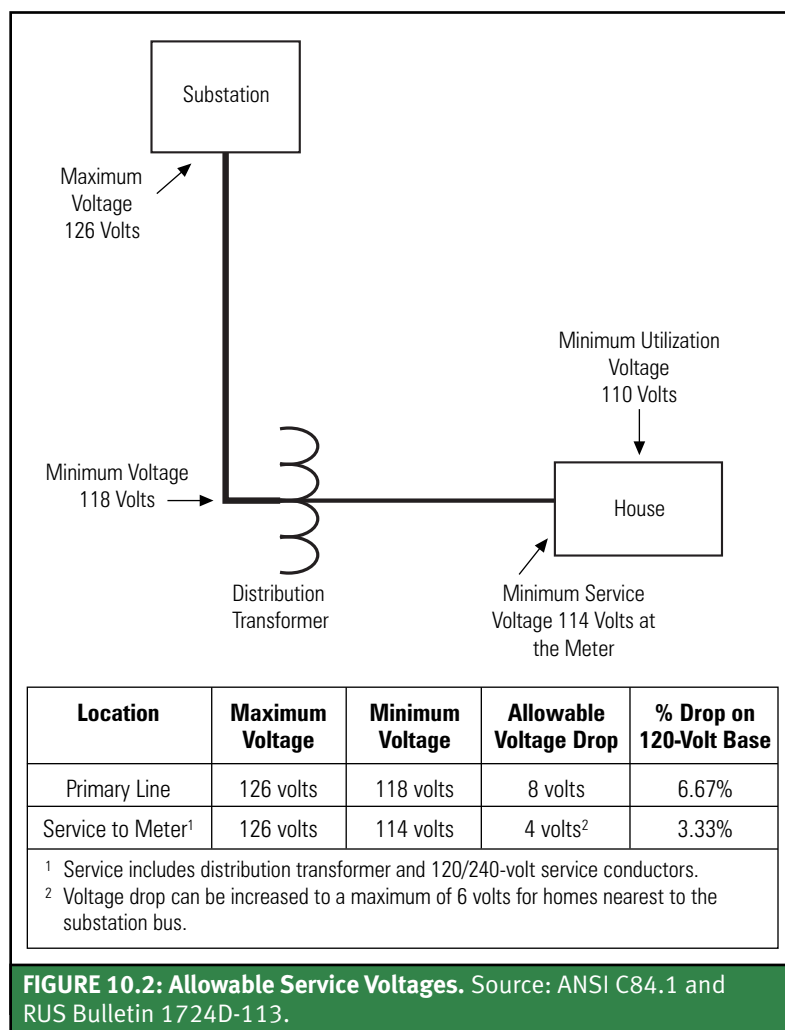 Substation
Maximum
Voltage
126 Volts
Minimum Utilization
Voltage
110 Volts
Minimum Voltage
118 Volts
House
Distribution
Transformer
Minimum Service
Voltage 114 Volts at
the Meter
Location Maximum Voltage Minimum Voltage Allowable Voltage Drop % Drop on 120-Volt Base
Primary Line 126 volts 118 volts 8 volts 6.67%
Service to Meter¹ 126 volts 114 volts 4 volts² 3.33%
¹ Service includes distribution transformer and 120/240-volt service conductors.
² Voltage drop can be increased to a maximum of 6 volts for homes nearest to the
substation bus.
FIGURE 10.2: Allowable Service Voltages. Source: ANSI C84.1 and
RUS Bulletin 1724D-113.